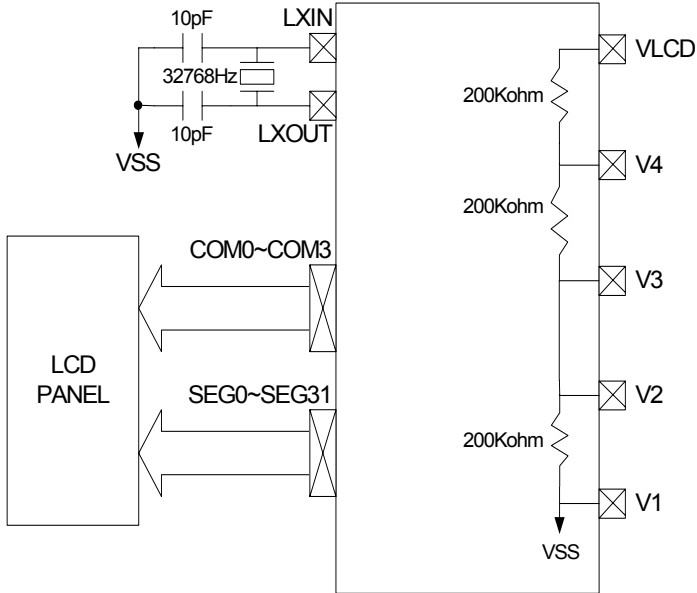 10pF
LXIN
32768Hz
10pF
LXOUT
VSS
VLCD
200Kohm
V4
200Kohm
COM0~COM3
V3
LCD
PANEL
SEG0~SEG31
V2
200Kohm
V1
VSS